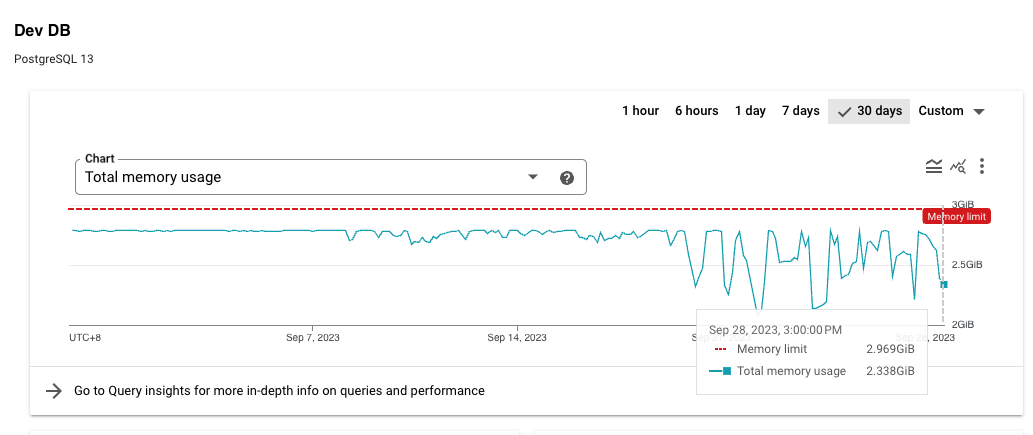 Dev DB
PostgreSQL 13
1 hour 6 hours 1 day 7 days 30 days Custom
Chart
Total memory usage
3GiB
Memory limit
2.5GiB
2GiB
UTC+8 Sep 7, 2023 Sep 14, 2023 Sep 28, 2023
Sep 28, 2023, 3:00:00 PM
Memory limit 2.969GiB
Total memory usage 2.338GiB
Go to Query insights for more in-depth info on queries and performance